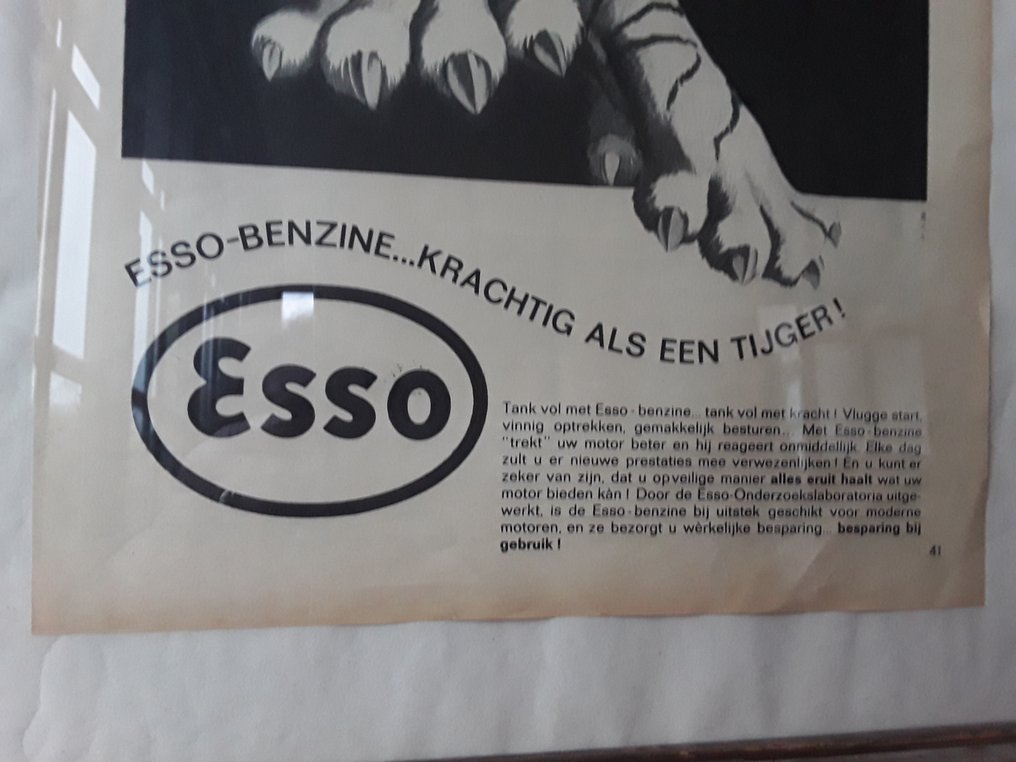 ESSO-BENZINE...KRACHTIG ALS EEN TIJGER!
Esso
Tank vol met Esso-benzine... tank vol met kracht! Vlugge start,
vinnig optrekken, gemakkelijk besturen... Met Esso-benzine
"trekt" uw motor beter en hij reageert onmiddellijk. Elke dag
zult u er nieuwe prestaties mee verwezenlijken! En u kunt er
zeker van zijn, dat u op veilige manier alles eruit haalt wat uw
motor bieden kàn! Door de Esso-Onderzoekslaboratoria uitge-
werkt, is de Esso-benzine bij uitstek geschikt voor moderne
motoren, en ze bezorgt u wèrkelijke besparing... besparing bij
gebruik!
41